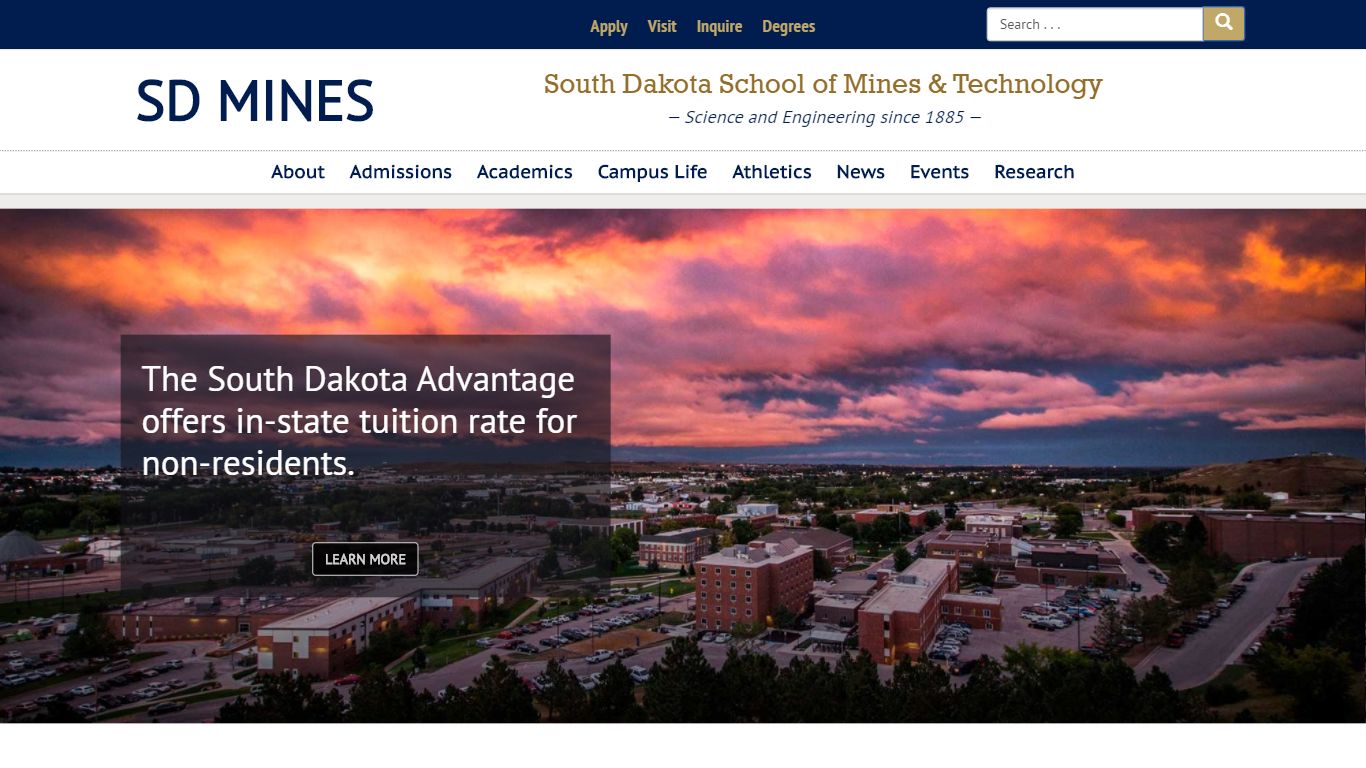 Apply Visit Inquire Degrees
Search . . .
SD MINES
South Dakota School of Mines & Technology
— Science and Engineering since 1885 —
About Admissions Academics Campus Life Athletics News Events Research
The South Dakota Advantage
offers in-state tuition rate for
non-residents.
LEARN MORE